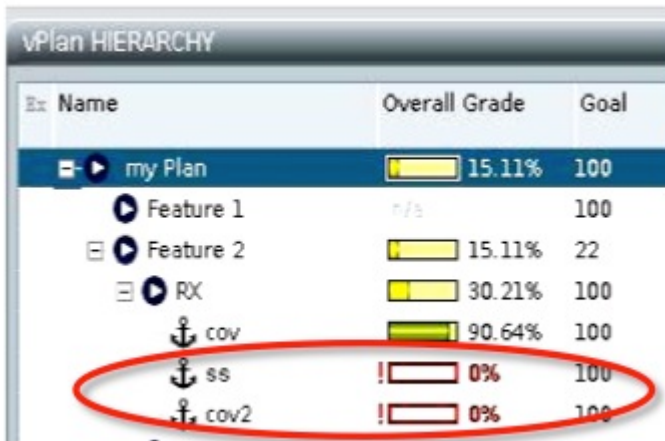 vPlan HIERARCHY
Ex Name Overall Grade Goal
my Plan 15.11% 100
Feature 1 n/a 100
Feature 2 15.11% 22
RX 30.21% 100
cov 90.64% 100
ss ! 0% 100
cov2 ! 0% 100